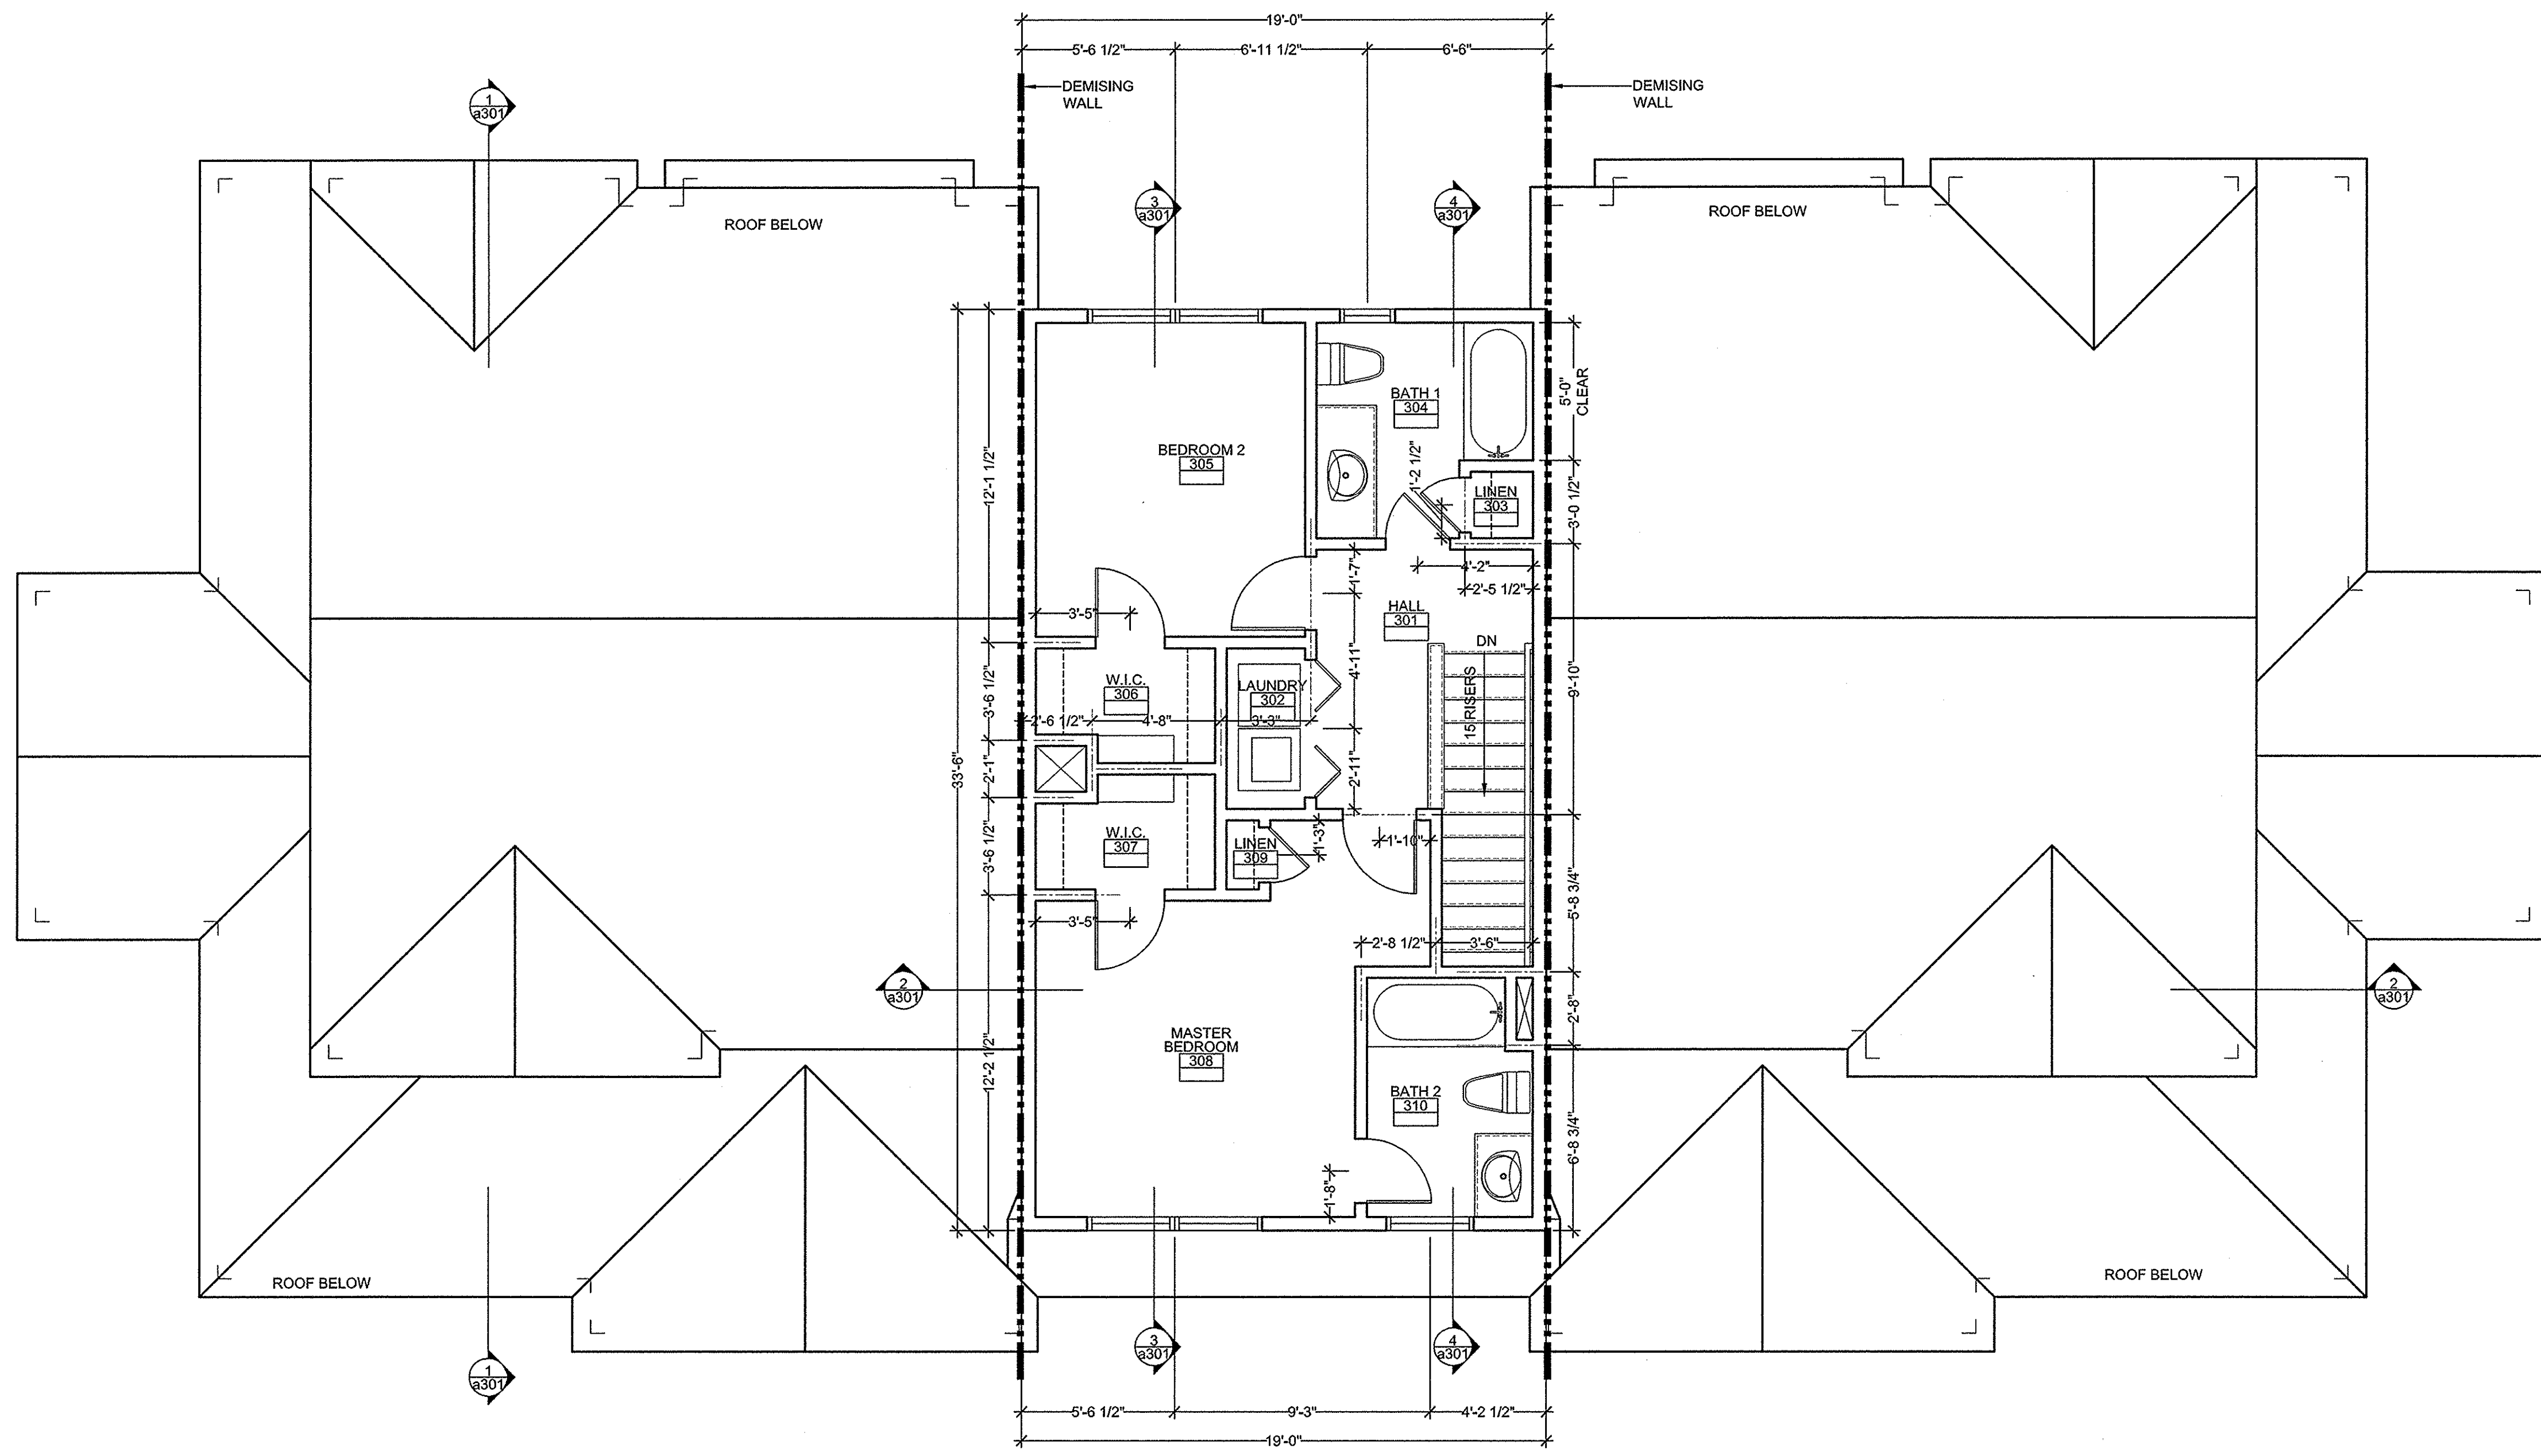 19'-0"
5'-6 1/2"
6'-11 1/2"
6'-6"
DEMISING
WALL
DEMISING
WALL
1
a301
3
a301
4
a301
ROOF BELOW
ROOF BELOW
5'-0"
CLEAR
BATH 1
304
BEDROOM 2
305
12'-1 1/2"
1'-2 1/2"
LINEN
303
3'-0 1/2"
4'-2"
1'-7"
2'-5 1/2"
HALL
301
3'-5"
DN
15 RISERS
4'-11"
9'-10"
W.I.C.
306
LAUNDRY
302
3'-6 1/2"
2'-6 1/2"
4'-8"
3'-3"
33'-6"
2'-1"
2'-11"
W.I.C.
307
LINEN
309
1'-3"
1'-10"
3'-6 1/2"
5'-8 3/4"
3'-5"
2'-8 1/2"
3'-6"
2
a301
2
a301
2'-8"
MASTER
BEDROOM
308
12'-2 1/2"
BATH 2
310
6'-8 3/4"
1'-8"
ROOF BELOW
ROOF BELOW
3
a301
4
a301
1
a301
5'-6 1/2"
9'-3"
4'-2 1/2"
19'-0"